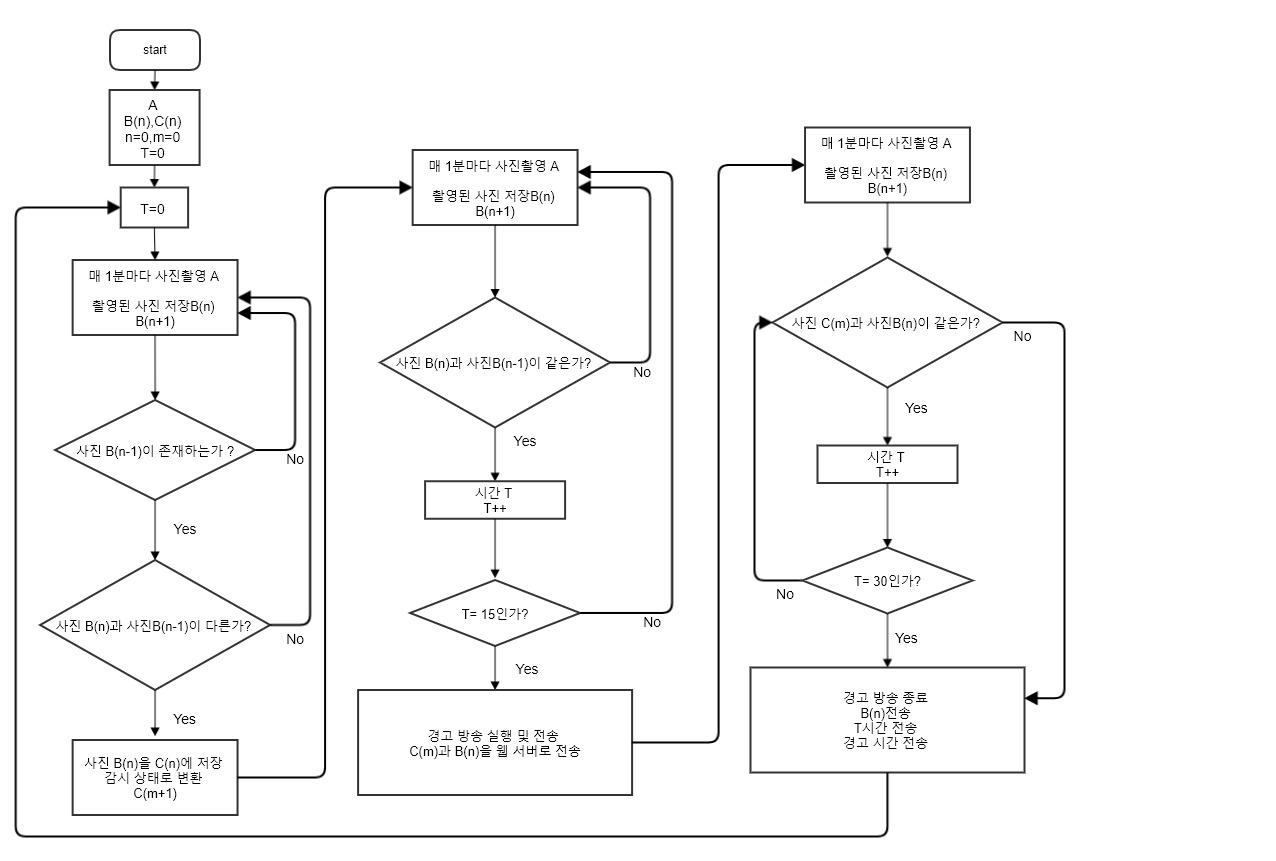 start
A
B(n),C(n)
n=0,m=0
T=0
T=0
매 1분마다 사진촬영 A
촬영된 사진 저장B(n)
B(n+1)
사진 B(n-1)이 존재하는가 ?
No
Yes
사진 B(n)과 사진B(n-1)이 다른가?
No
Yes
사진 B(n)을 C(n)에 저장
감시 상태로 변환
C(m+1)
매 1분마다 사진촬영 A
촬영된 사진 저장B(n)
B(n+1)
사진 B(n)과 사진B(n-1)이 같은가?
No
Yes
시간 T
T++
T= 15인가?
No
Yes
경고 방송 실행 및 전송
C(m)과 B(n)을 웹 서버로 전송
매 1분마다 사진촬영 A
촬영된 사진 저장B(n)
B(n+1)
사진 C(m)과 사진B(n)이 같은가?
No
Yes
시간 T
T++
T= 30인가?
No
Yes
경고 방송 종료
B(n)전송
T시간 전송
경고 시간 전송